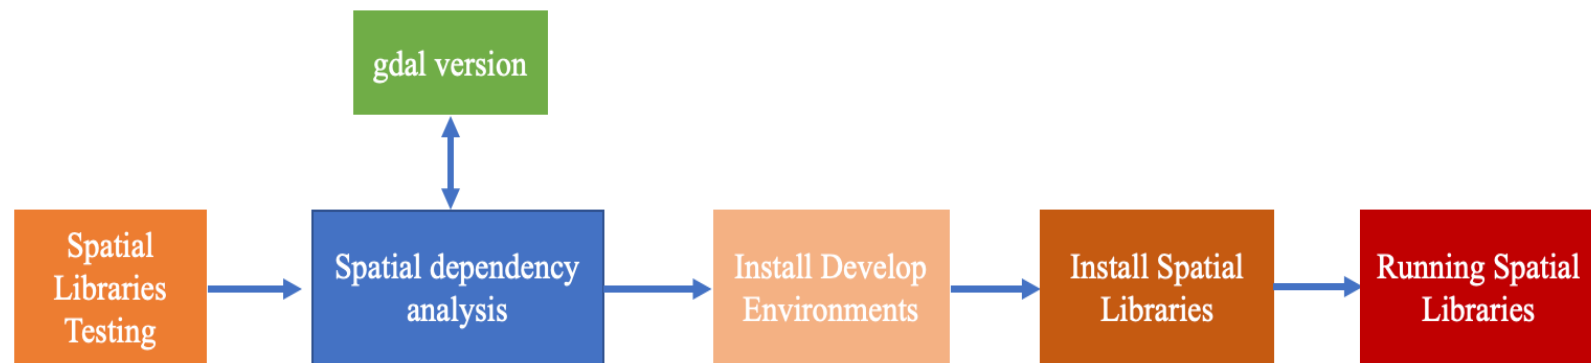 gdal version
Spatial
Libraries
Testing
Spatial dependency
analysis
Install Develop
Environments
Install Spatial
Libraries
Running Spatial
Libraries